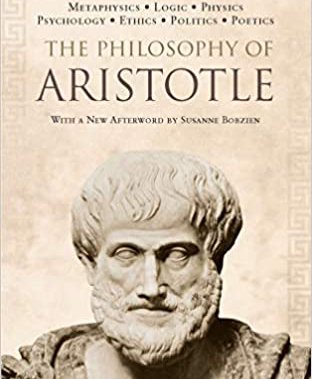 Metaphysics • Logic • Physics
Psychology • Ethics • Politics • Poetics
THE PHILOSOPHY OF
ARISTOTLE
With a New Afterword by Susanne Bobzien